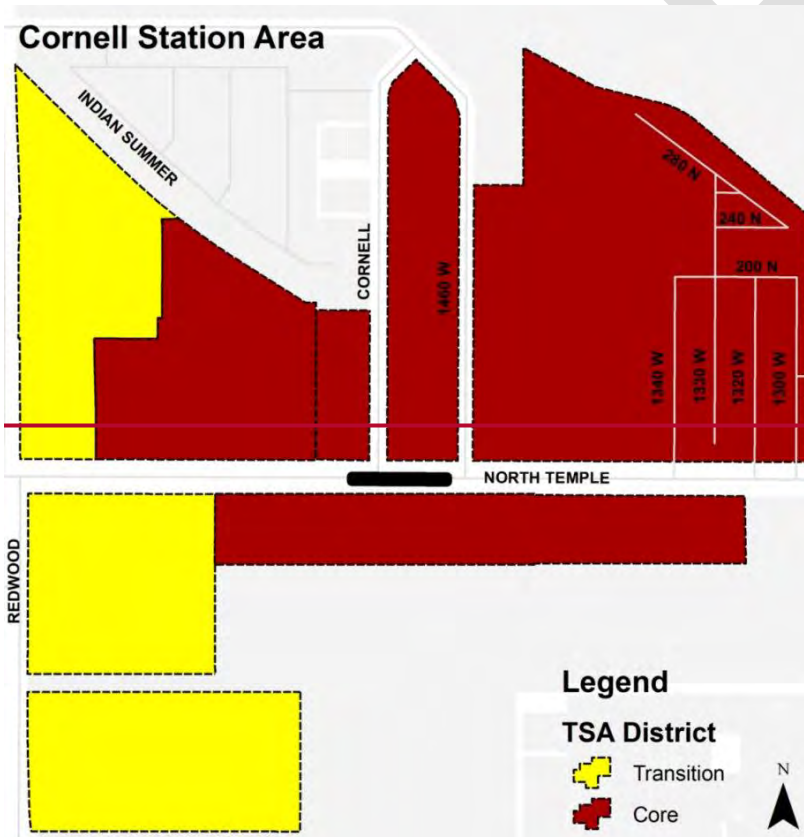 Cornell Station Area
INDIAN SUMMER
CORNELL
1460 W
280 N
240 N
200 N
1340 W
1330 W
1320 W
1300 W
NORTH TEMPLE
REDWOOD
Legend
TSA District
Transition
Core
N